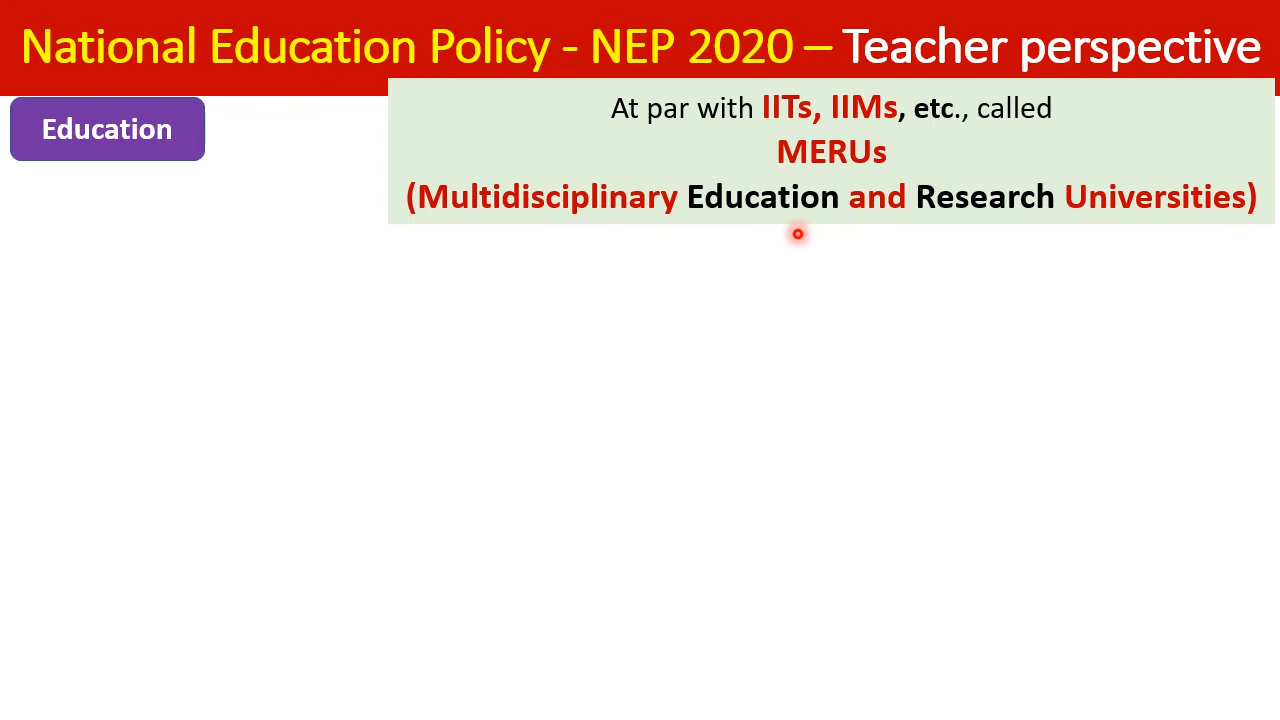 National Education Policy - NEP 2020 – Teacher perspective
Education
At par with IITs, IIMs, etc., called
MERUs
(Multidisciplinary Education and Research Universities)